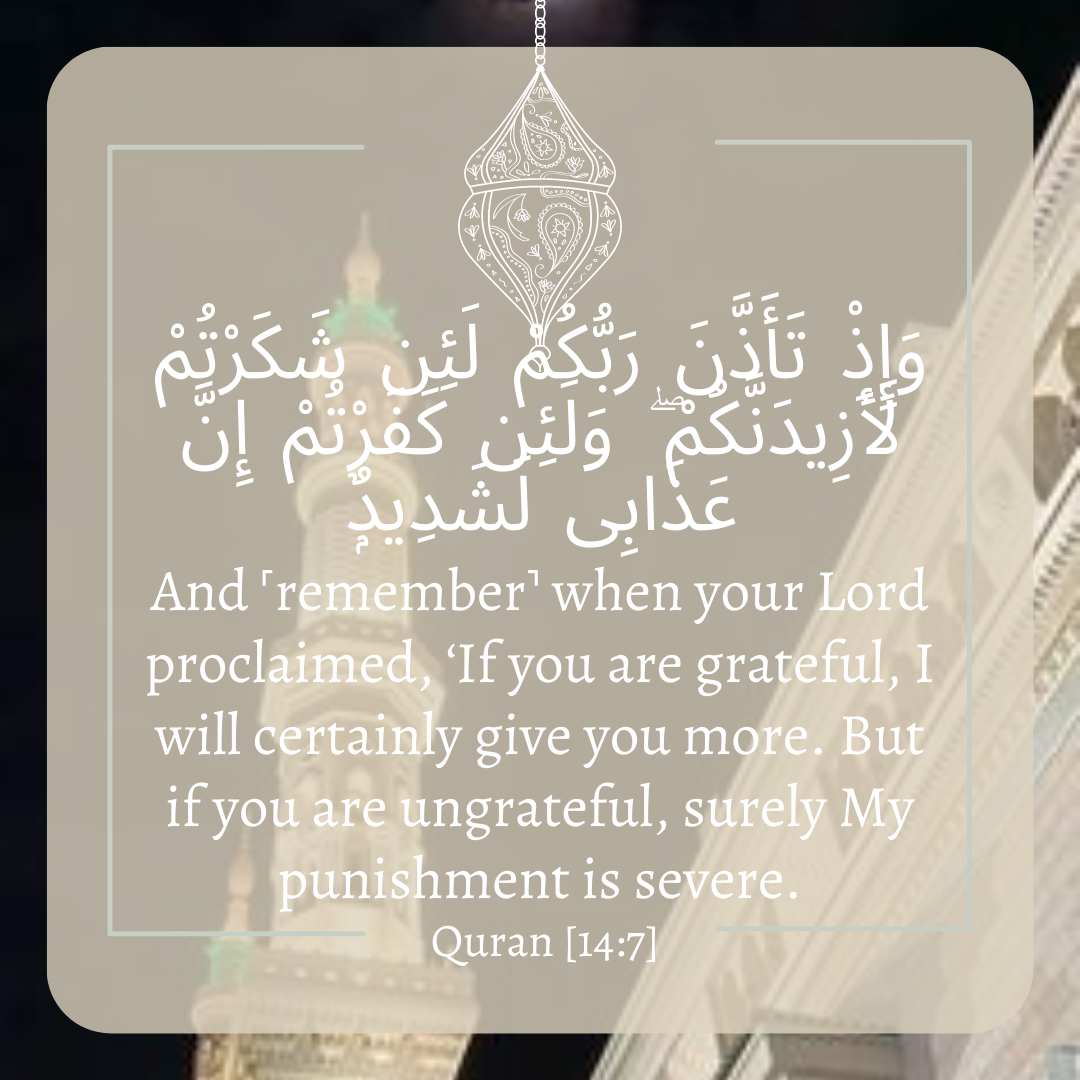 وَإِذْ تَأَذَّنَ رَبُّكُمْ لَئِن شَكَرْتُمْ
لَأَزِيدَنَّكُمْ ۖ وَلَئِن كَفَرْتُمْ إِنَّ
عَذَابِى لَشَدِيدٌۭ
And ˹remember˺ when your Lord
proclaimed, ‘If you are grateful, I
will certainly give you more. But
if you are ungrateful, surely My
punishment is severe.
Quran [14:7]